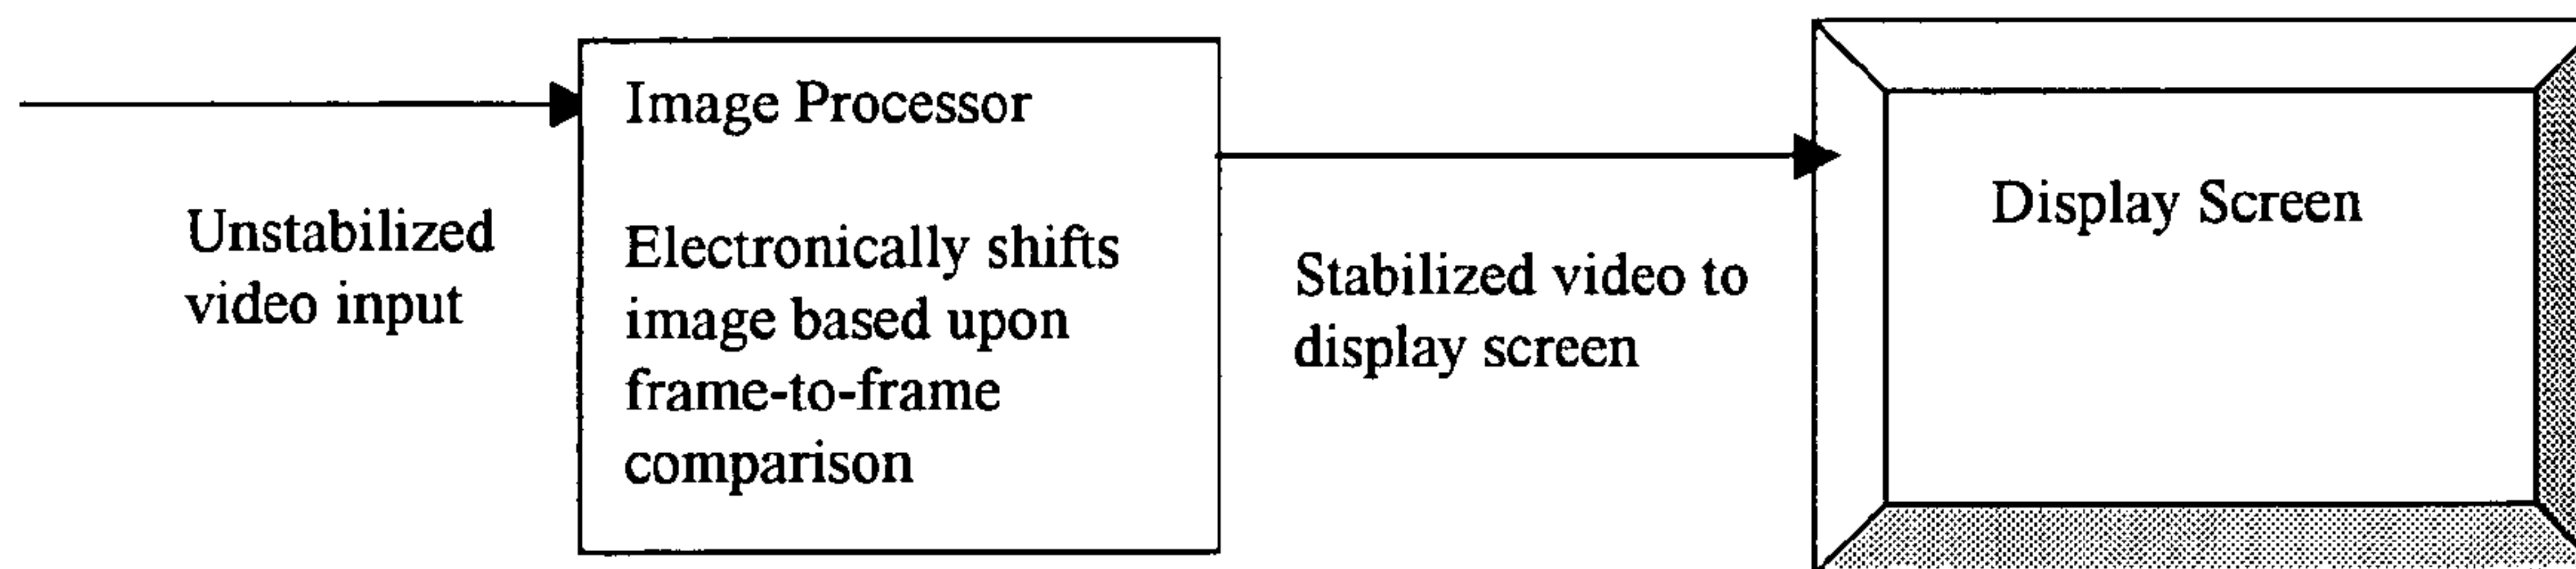 Unstabilized
video input
Image Processor
Electronically shifts
image based upon
frame-to-frame
comparison
Stabilized video to
display screen
Display Screen